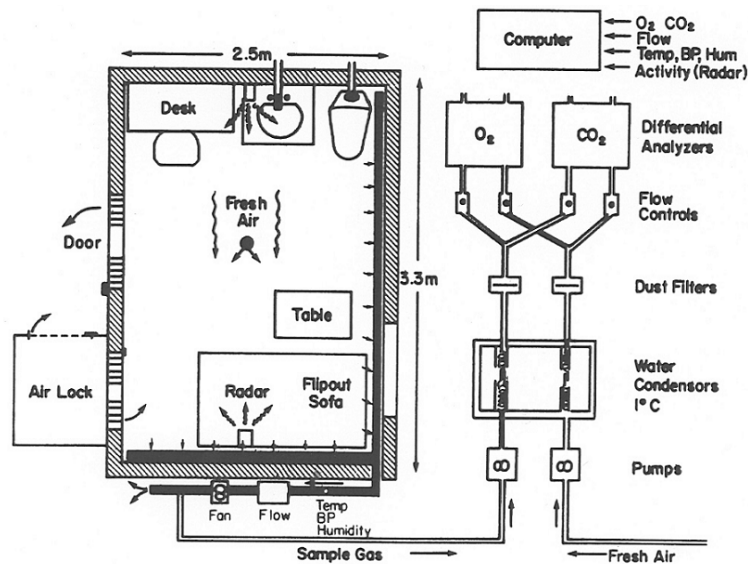 2.5m
Desk
Fresh
Air
Door
3.3m
Table
Air Lock
Radar
Flipout
Sofa
Fan
Flow
Temp
BP
Humidity
Sample Gas
Fresh Air
Computer
O₂ CO₂
Flow
Temp, BP, Hum
Activity (Radar)
O₂
CO₂
Differential
Analyzers
Flow
Controls
Dust Filters
Water
Condensors
1° C
Pumps